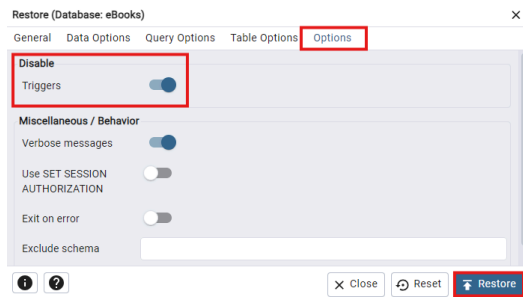 Restore (Database: eBooks)
General Data Options Query Options Table Options Options
Disable
Triggers
Miscellaneous / Behavior
Verbose messages
Use SET SESSION
AUTHORIZATION
Exit on error
Exclude schema
Close Reset Restore